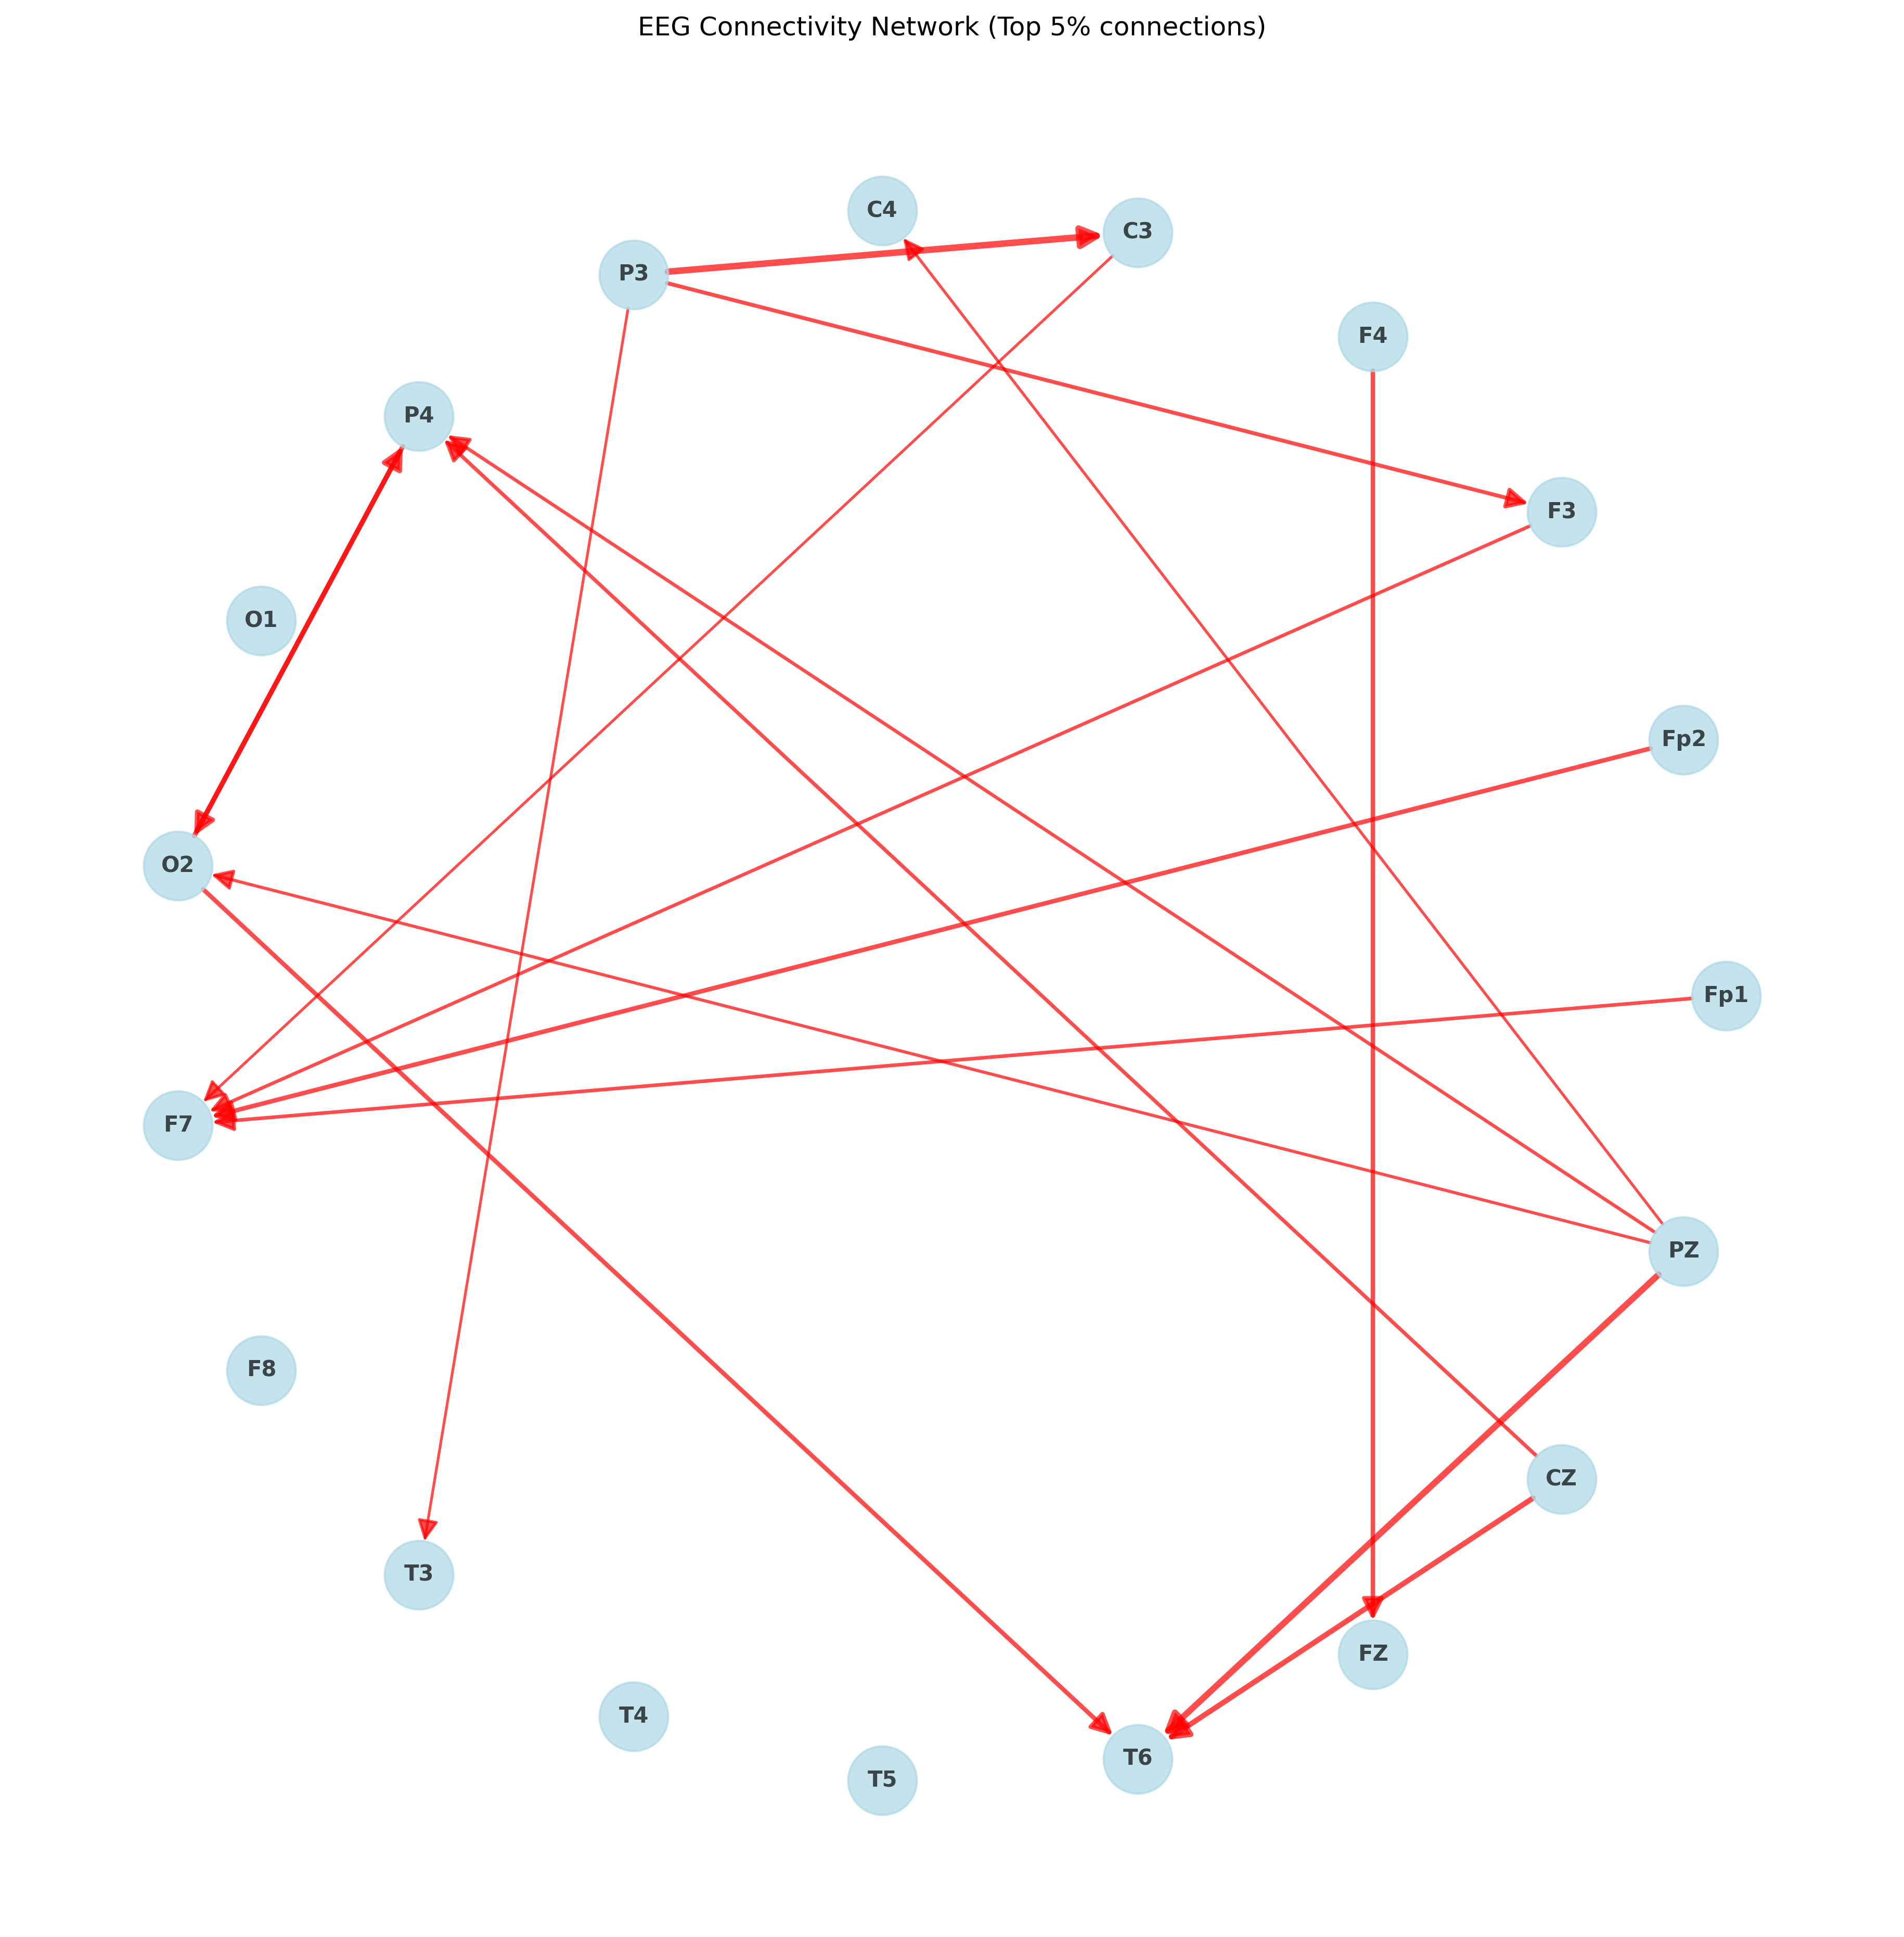 EEG Connectivity Network (Top 5% connections)
C4
C3
P3
F4
P4
F3
O1
Fp2
O2
Fp1
F7
PZ
F8
CZ
T3
FZ
T4
T6
T5